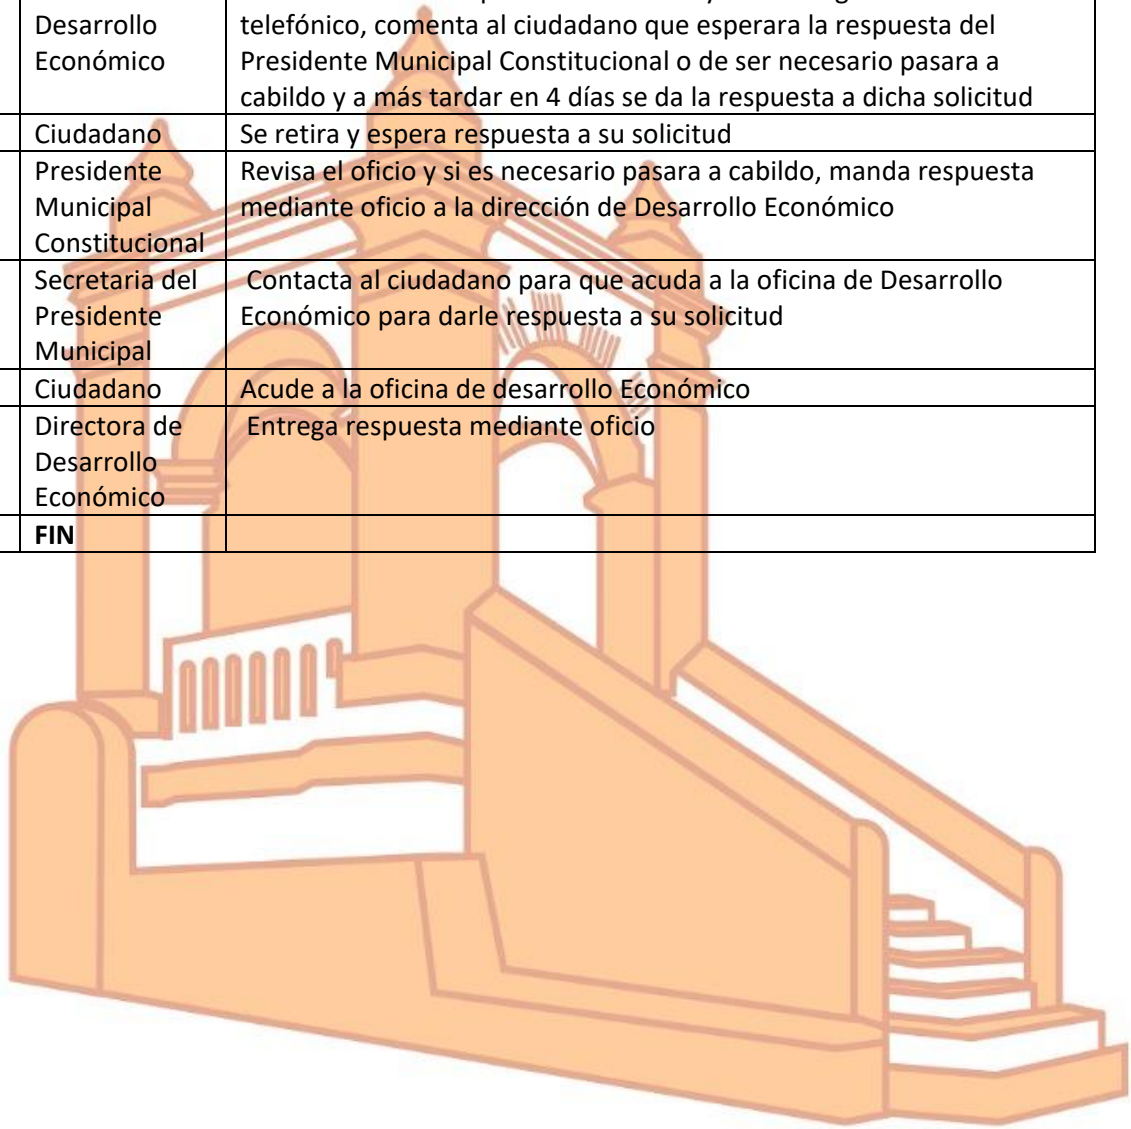 Desarrollo
Económico
telefónico, comenta al ciudadano que esperara la respuesta del
Presidente Municipal Constitucional o de ser necesario pasara a
cabildo y a más tardar en 4 días se da la respuesta a dicha solicitud
Ciudadano
Se retira y espera respuesta a su solicitud
Presidente
Municipal
Constitucional
Revisa el oficio y si es necesario pasara a cabildo, manda respuesta
mediante oficio a la dirección de Desarrollo Económico
Secretaria del
Presidente
Municipal
Contacta al ciudadano para que acuda a la oficina de Desarrollo
Económico para darle respuesta a su solicitud
Ciudadano
Acude a la oficina de desarrollo Económico
Directora de
Desarrollo
Económico
Entrega respuesta mediante oficio
FIN